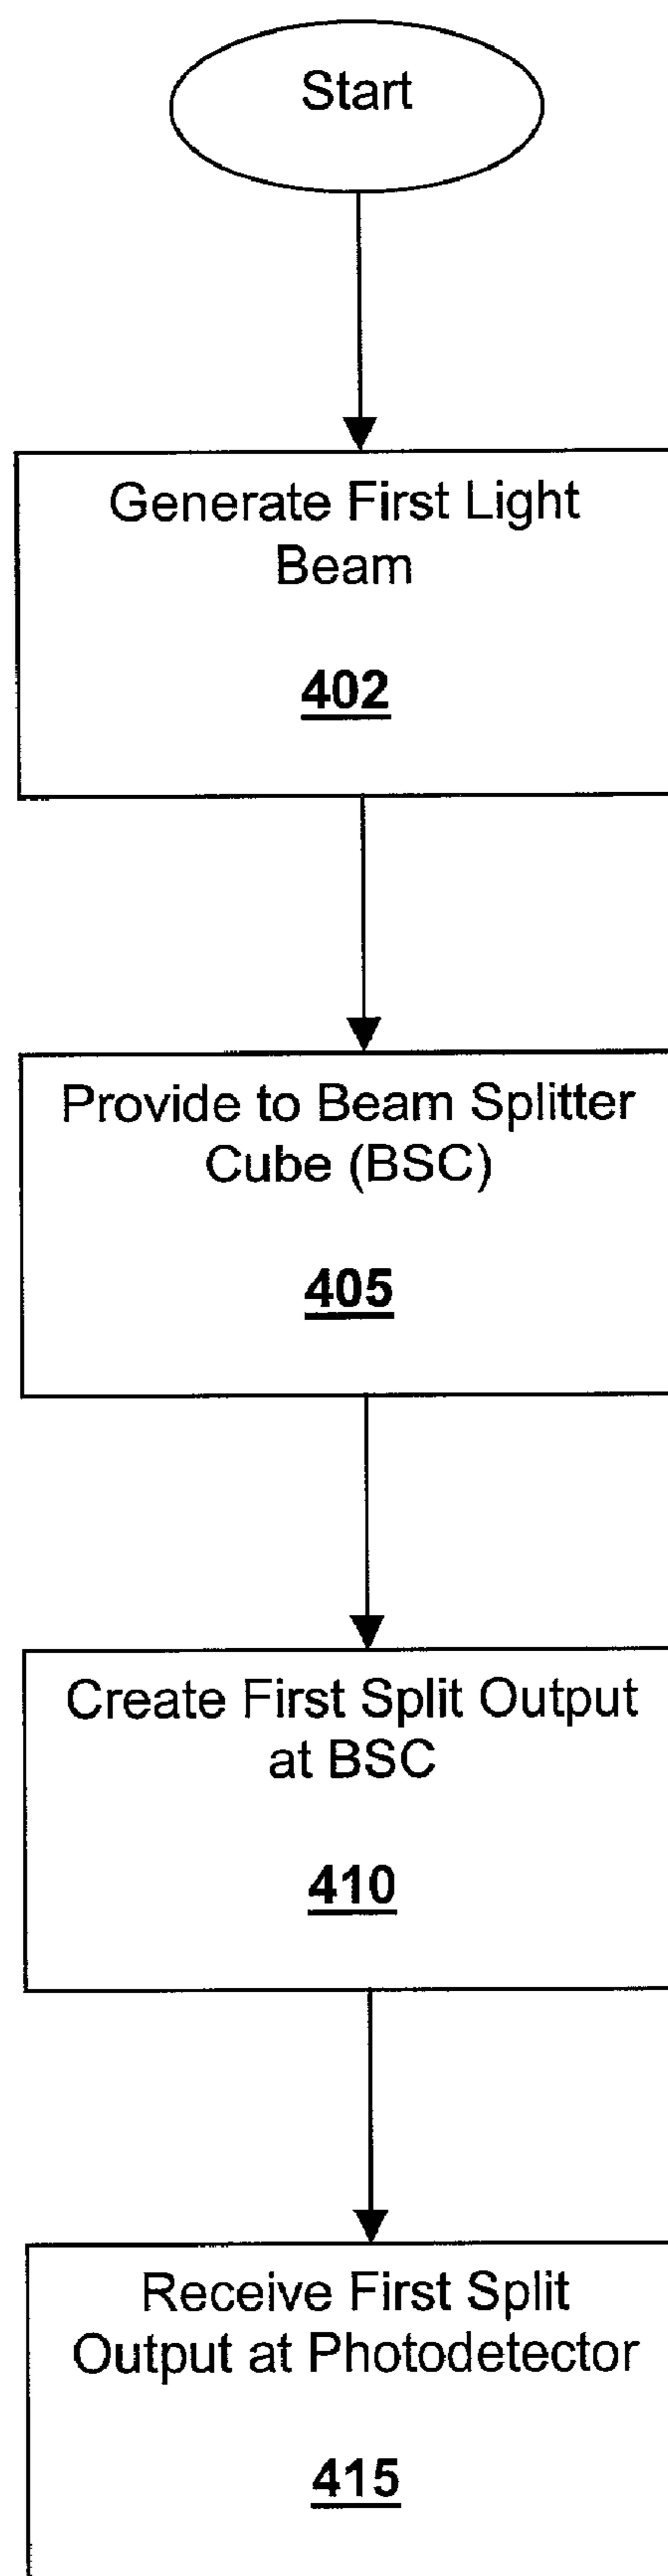 Start
Generate First Light
Beam
402
Provide to Beam Splitter
Cube (BSC)
405
Create First Split Output
at BSC
410
Receive First Split
Output at Photodetector
415